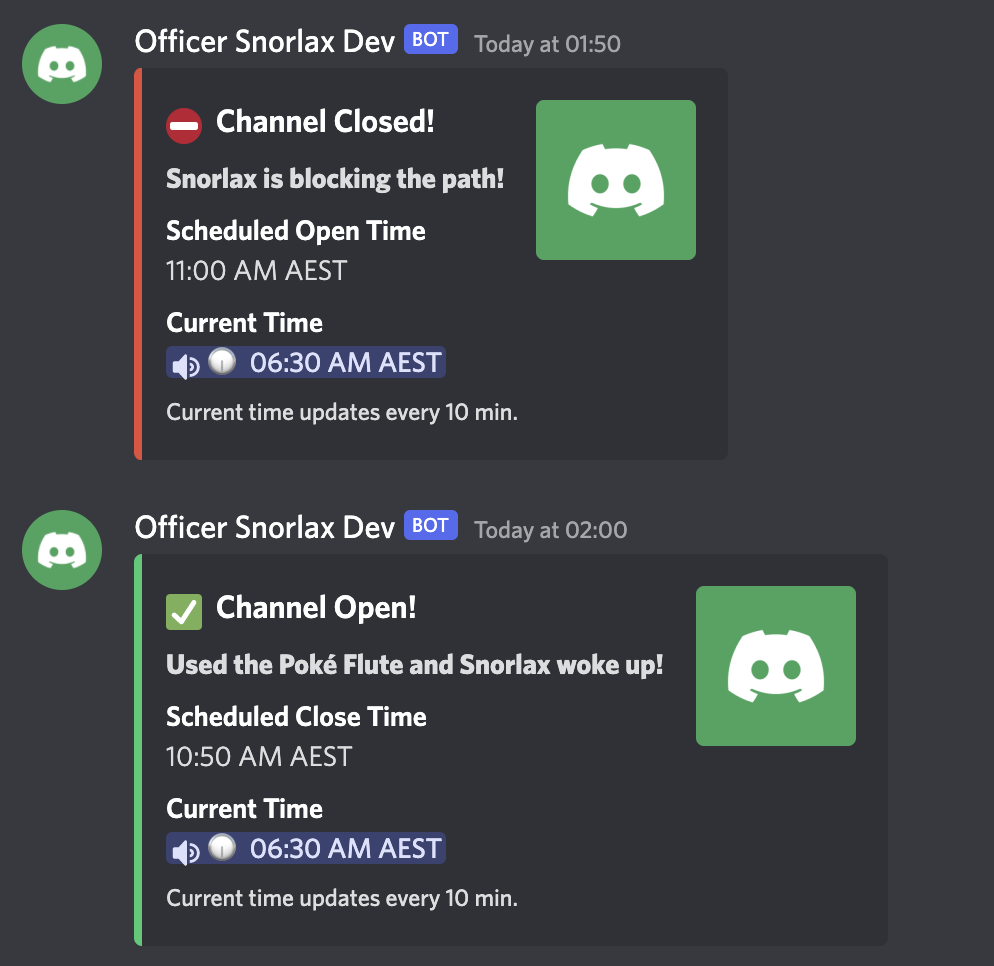 Officer Snorlax Dev BOT Today at 01:50
Channel Closed!
Snorlax is blocking the path!
Scheduled Open Time
11:00 AM AEST
Current Time
06:30 AM AEST
Current time updates every 10 min.
Officer Snorlax Dev BOT Today at 02:00
Channel Open!
Used the Poké Flute and Snorlax woke up!
Scheduled Close Time
10:50 AM AEST
Current Time
06:30 AM AEST
Current time updates every 10 min.